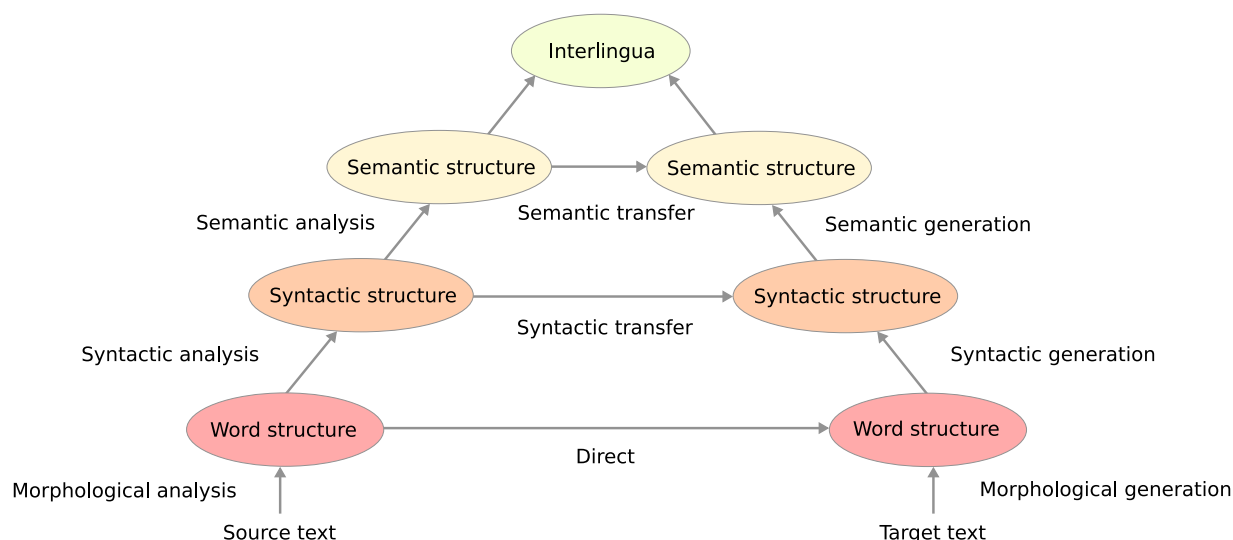 Interlingua
Semantic structure
Semantic structure
Semantic transfer
Semantic analysis
Semantic generation
Syntactic structure
Syntactic structure
Syntactic transfer
Syntactic analysis
Syntactic generation
Word structure
Word structure
Direct
Morphological analysis
Morphological generation
Source text
Target text